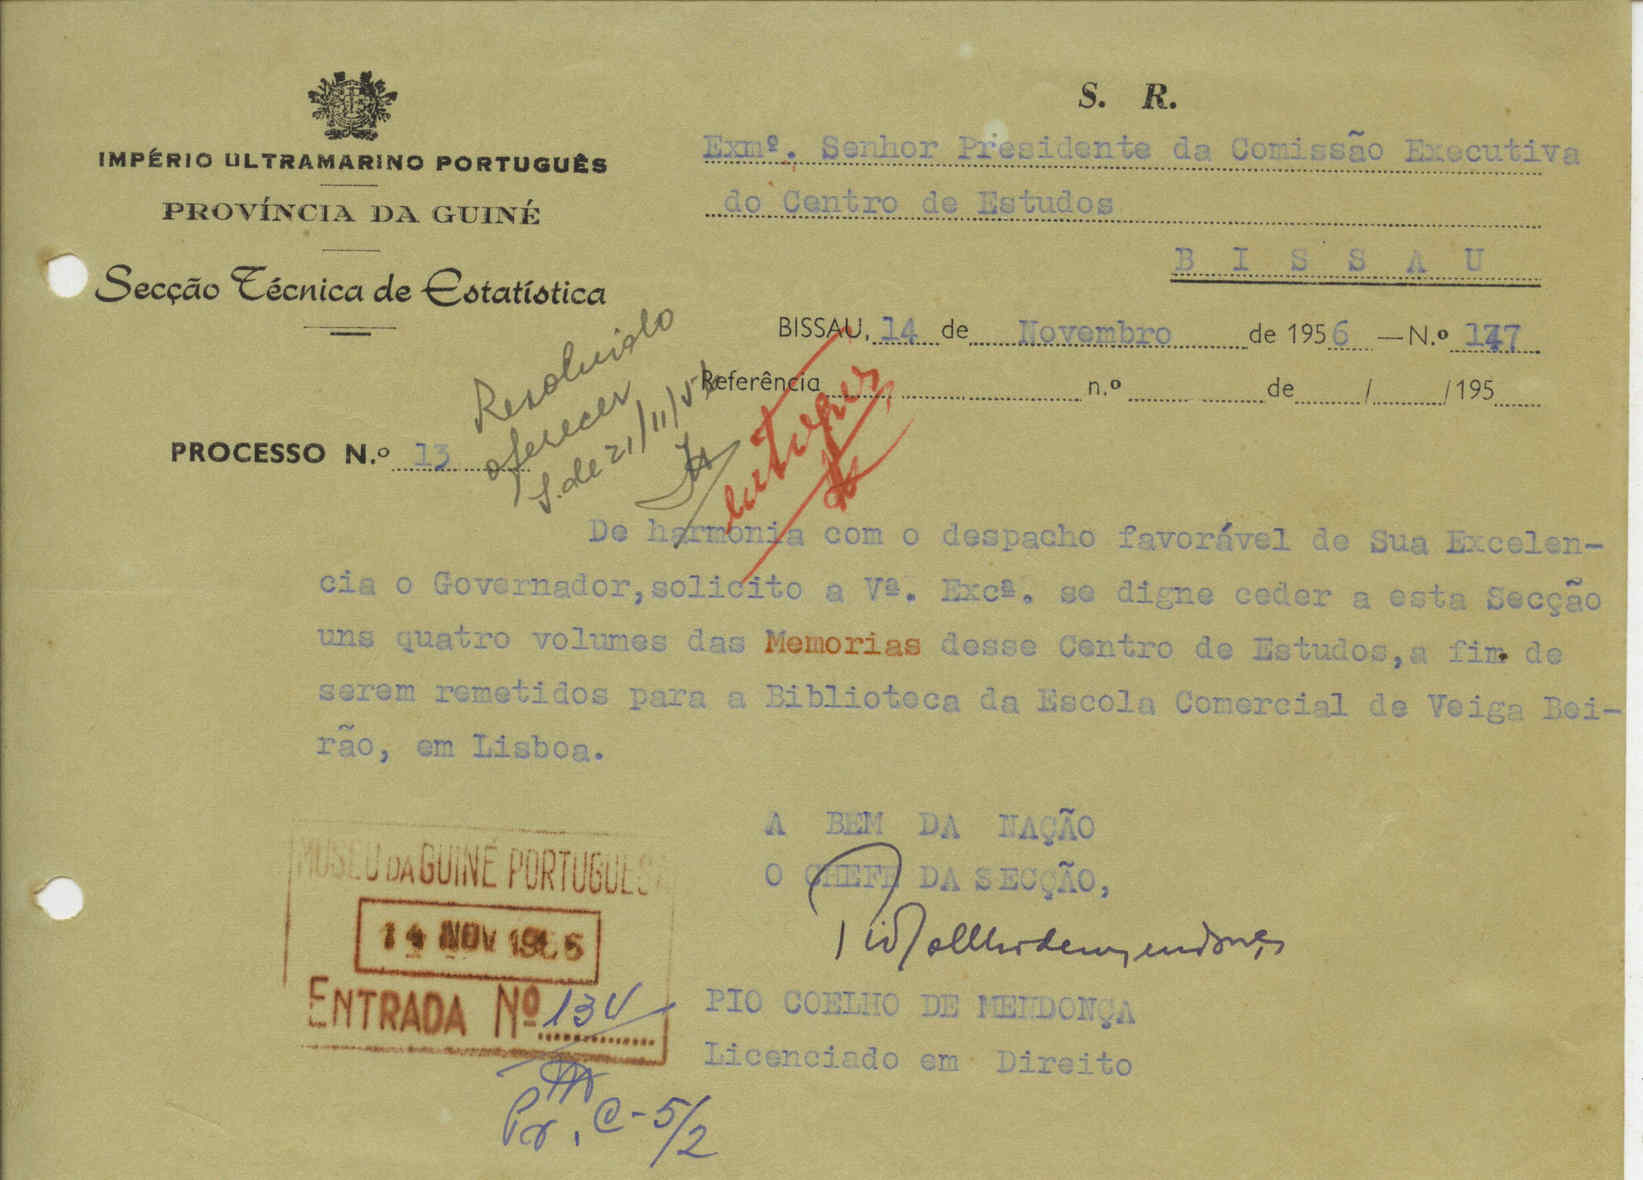 S. R.
IMPÉRIO ULTRAMARINO PORTUGUÊS
PROVÍNCIA DA GUINÉ
Secção Técnica de Estatística
Exmº. Senhor Presidente da Comissão Executiva
do Centro de Estudos
B I S S A U
BISSAU, 14 de Novembro de 1956 — N.º 147
Referência n.º de / /195
PROCESSO N.º 13
Resolvido
oferecer
S. de 21/11/56
De harmonia com o despacho favorável de Sua Excelen-
cia o Governador,solicito a Vª. Excª. se digne ceder a esta Secção
uns quatro volumes das Memorias desse Centro de Estudos,a fim de
serem remetidos para a Biblioteca da Escola Comercial de Veiga Bei-
rão, em Lisboa.
A BEM DA NAÇÃO
O CHEFE DA SECÇÃO,
PIO COELHO DE MENDONÇA
Licenciado em Direito
MUSEU DA GUINÉ PORTUGUESA
14 NOV 1956
ENTRADA Nº 134
Pr. C-5/2